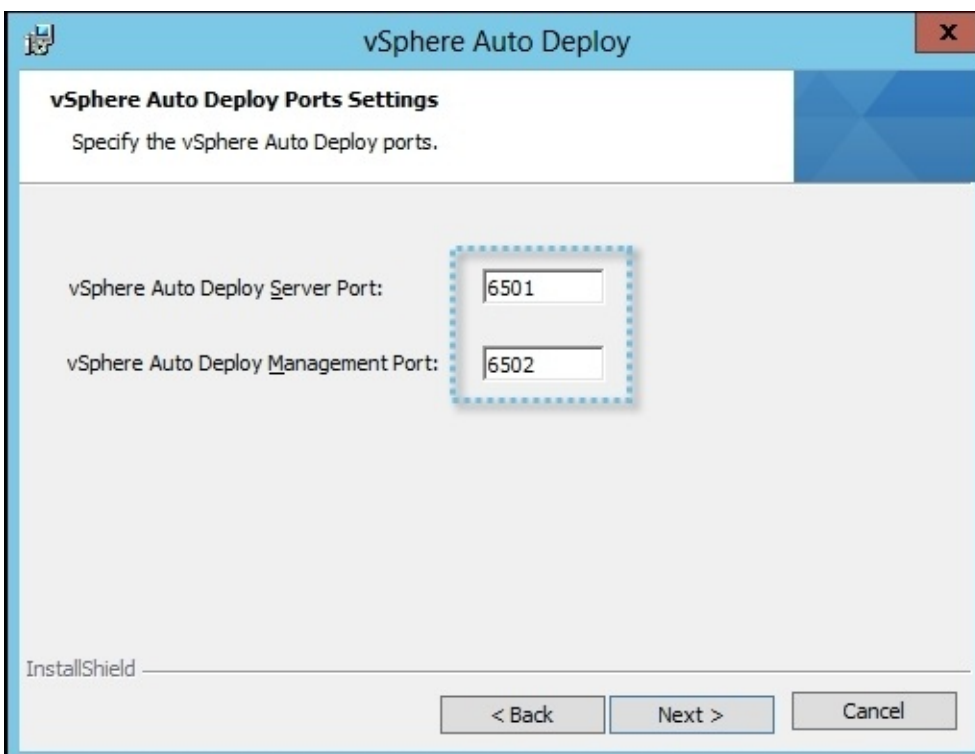 vSphere Auto Deploy
x
vSphere Auto Deploy Ports Settings
Specify the vSphere Auto Deploy ports.
vSphere Auto Deploy Server Port: 6501
vSphere Auto Deploy Management Port: 6502
InstallShield
< Back Next > Cancel